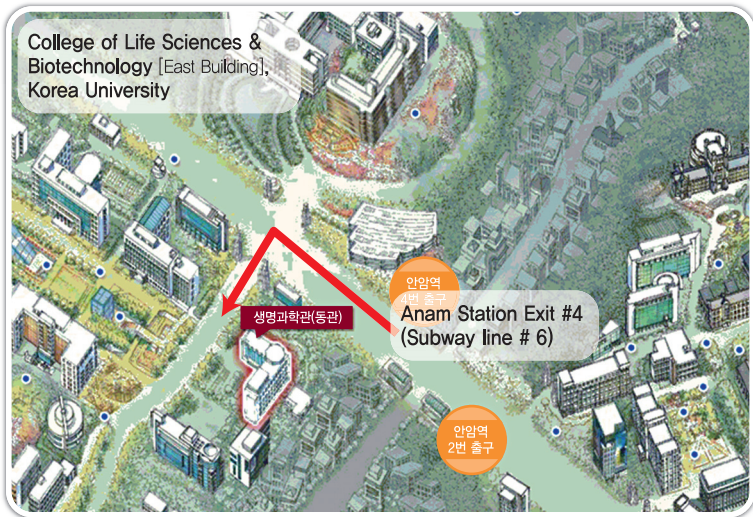 College of Life Sciences &
Biotechnology [East Building],
Korea University
안암역
4번 출구
Anam Station Exit #4
(Subway line # 6)
생명과학관(동관)
안암역
2번 출구